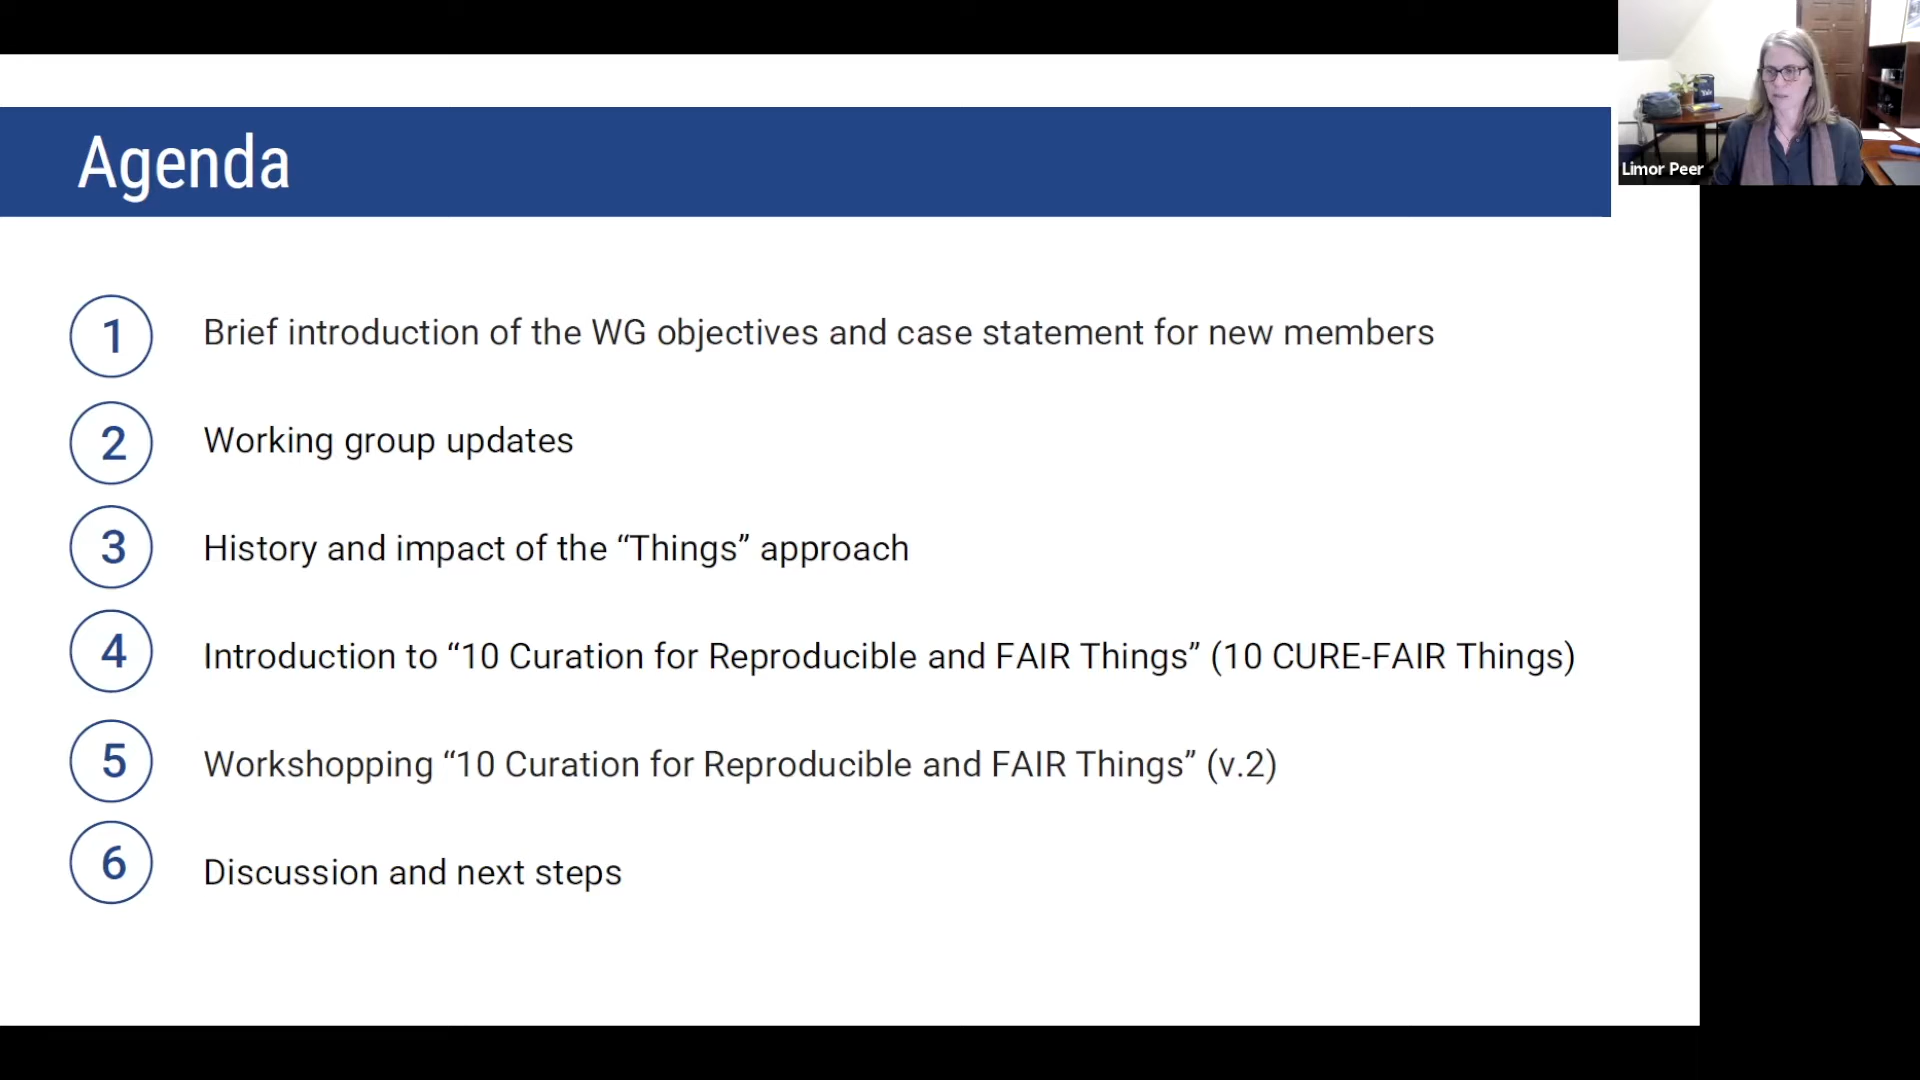 Agenda
1 Brief introduction of the WG objectives and case statement for new members
2 Working group updates
3 History and impact of the “Things” approach
4 Introduction to “10 Curation for Reproducible and FAIR Things” (10 CURE-FAIR Things)
5 Workshopping “10 Curation for Reproducible and FAIR Things” (v.2)
6 Discussion and next steps
Limor Peer